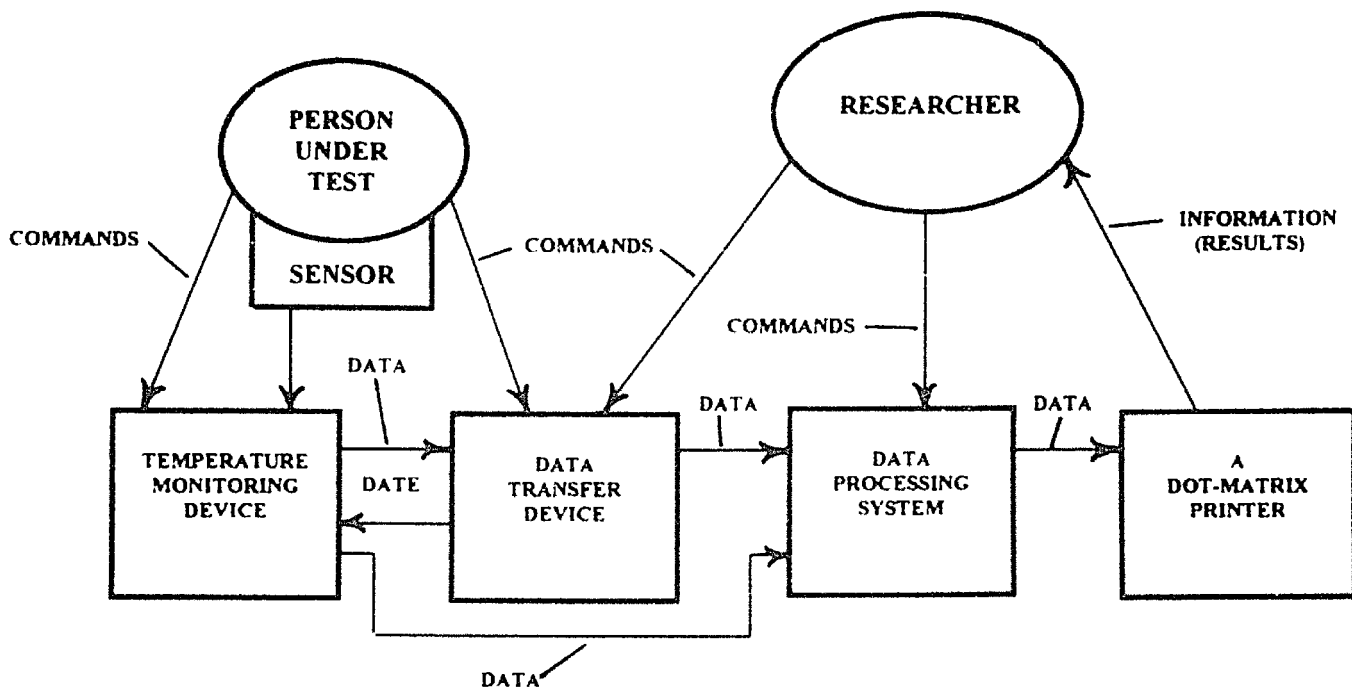 PERSON
UNDER
TEST
RESEARCHER
COMMANDS
SENSOR
COMMANDS
INFORMATION
(RESULTS)
COMMANDS
DATA
DATA
DATA
TEMPERATURE
MONITORING
DEVICE
DATE
DATA
TRANSFER
DEVICE
DATA
PROCESSING
SYSTEM
A
DOT-MATRIX
PRINTER
DATA